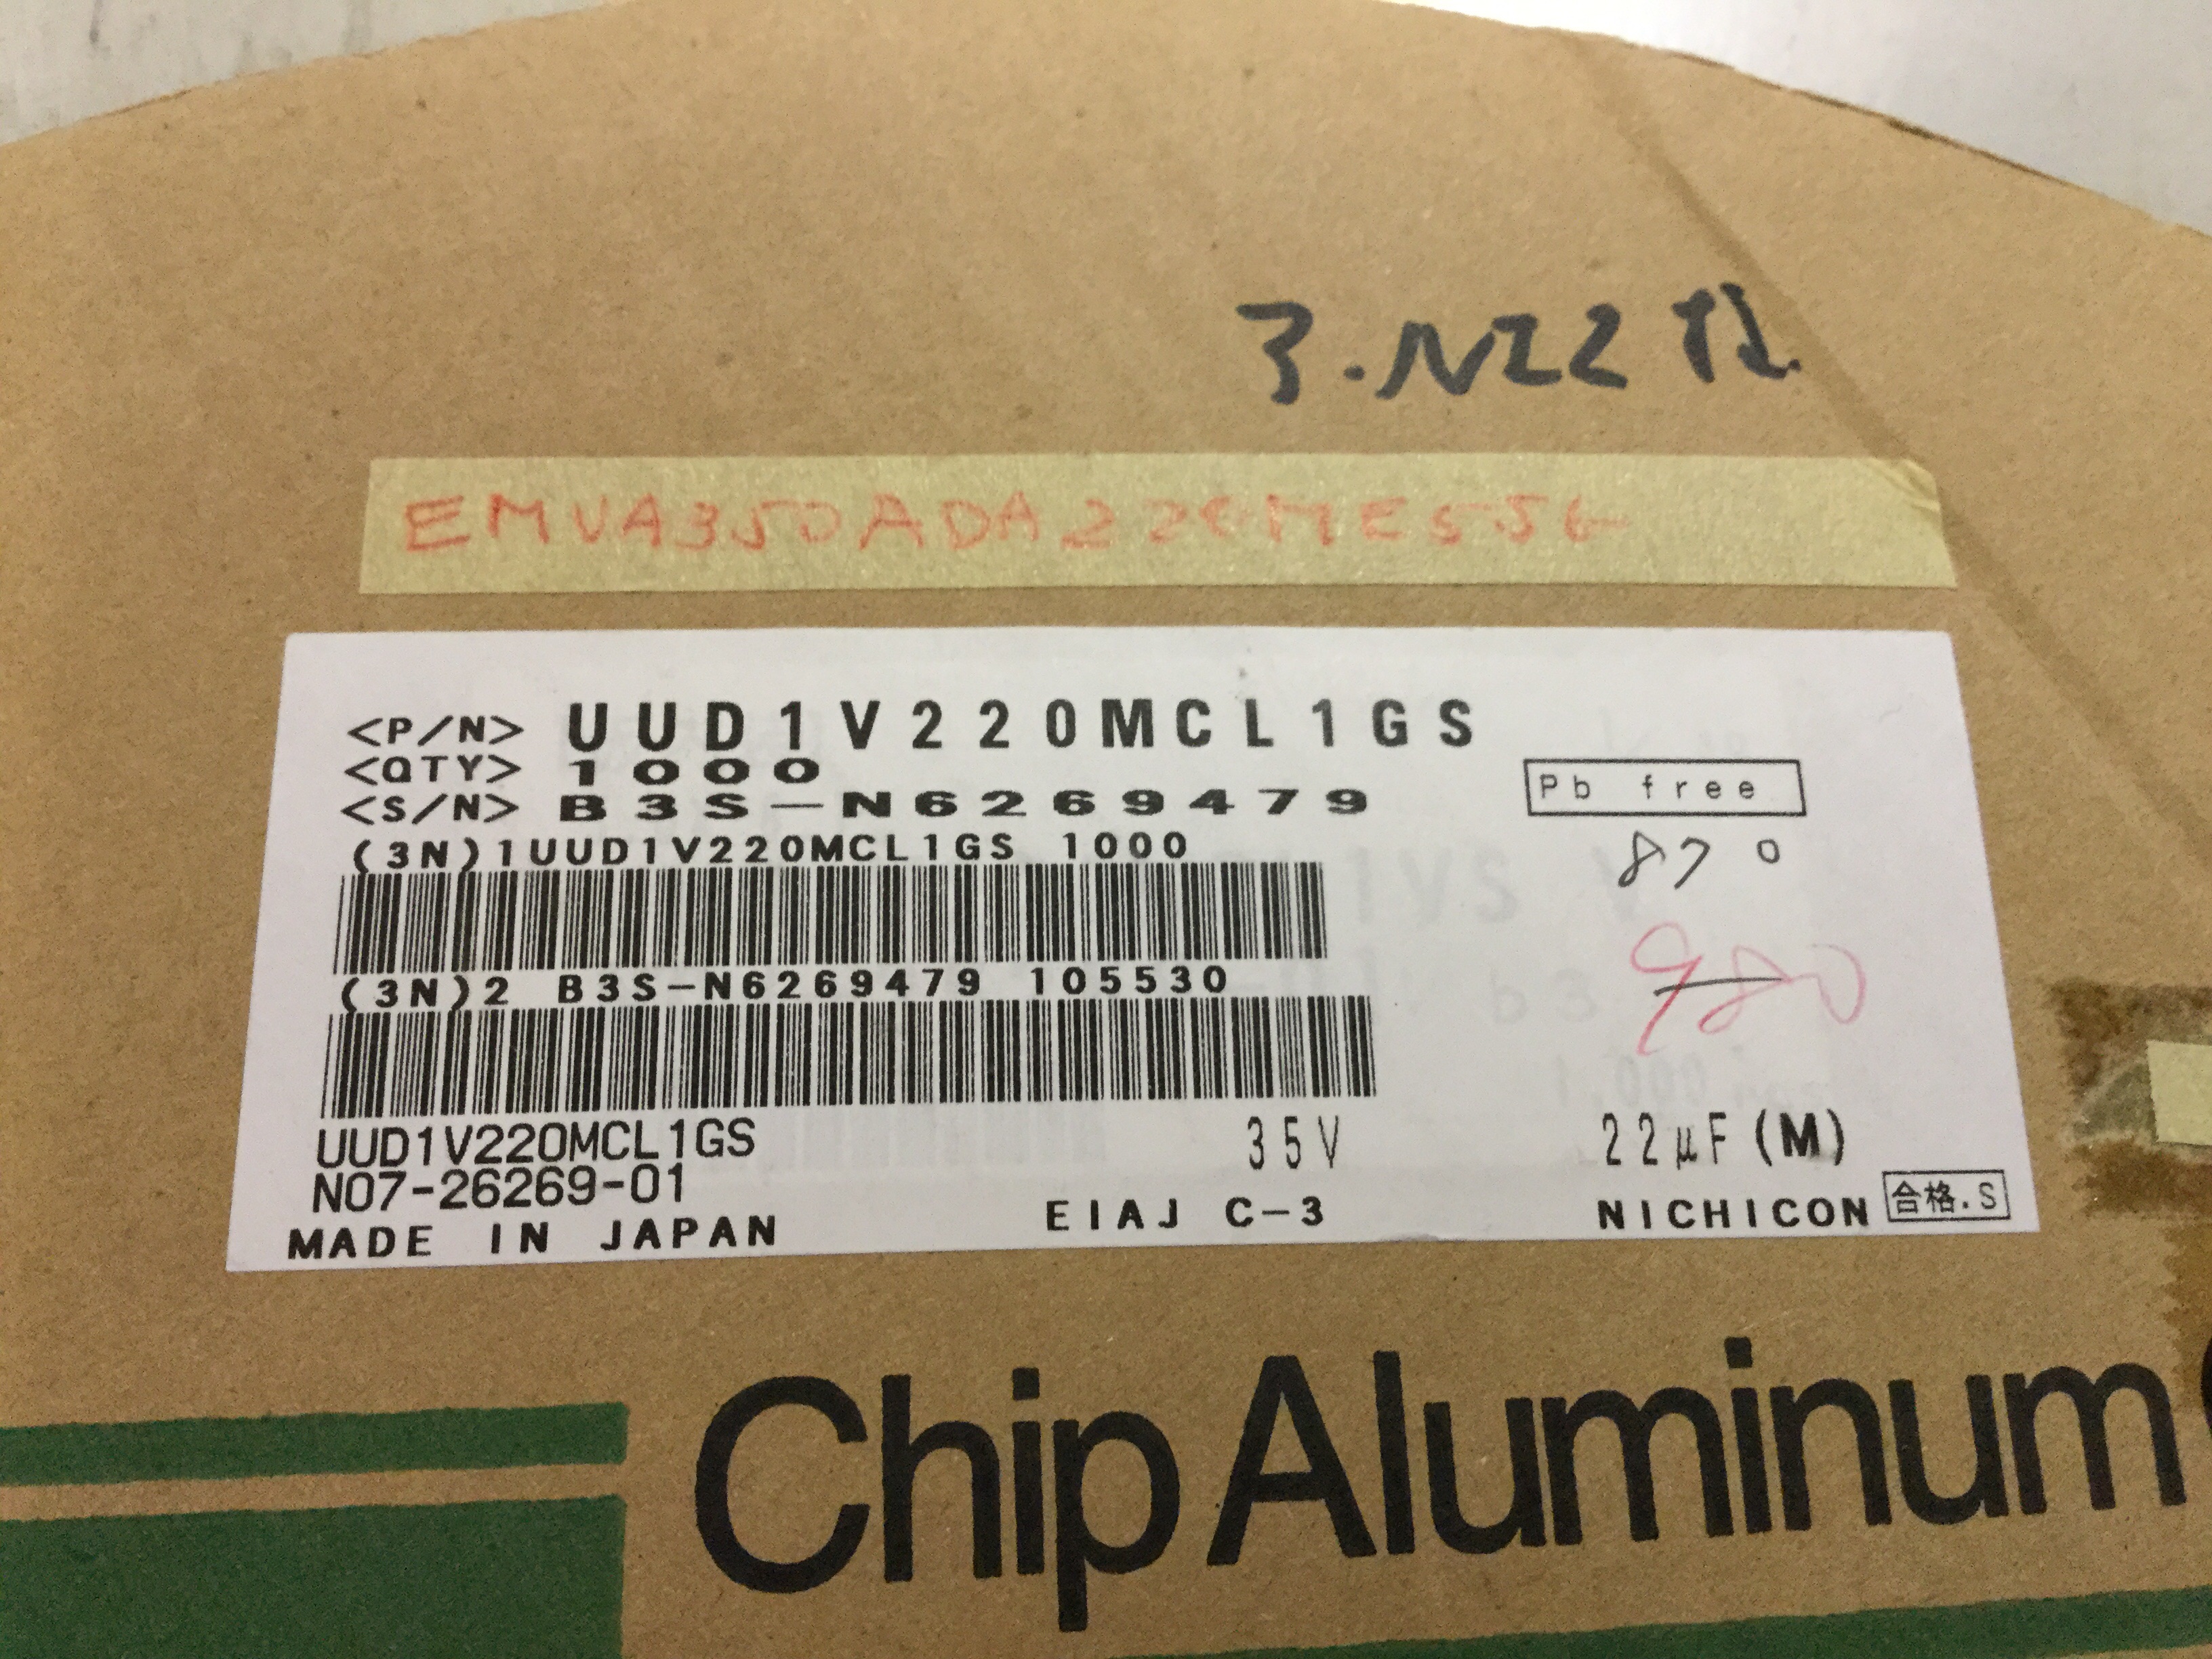 3.N22
EMVA350ADA220ME55G
<P/N> UUD1V220MCL1GS
<QTY> 1000
<S/N> B3S-N6269479
Pb free
(3N)1UUD1V220MCL1GS 1000
870
(3N)2 B3S-N6269479 105530
980
UUD1V220MCL1GS 35V 22μF(M)
N07-26269-01
MADE IN JAPAN EIAJ C-3 NICHICON 合格.S
Chip Aluminum